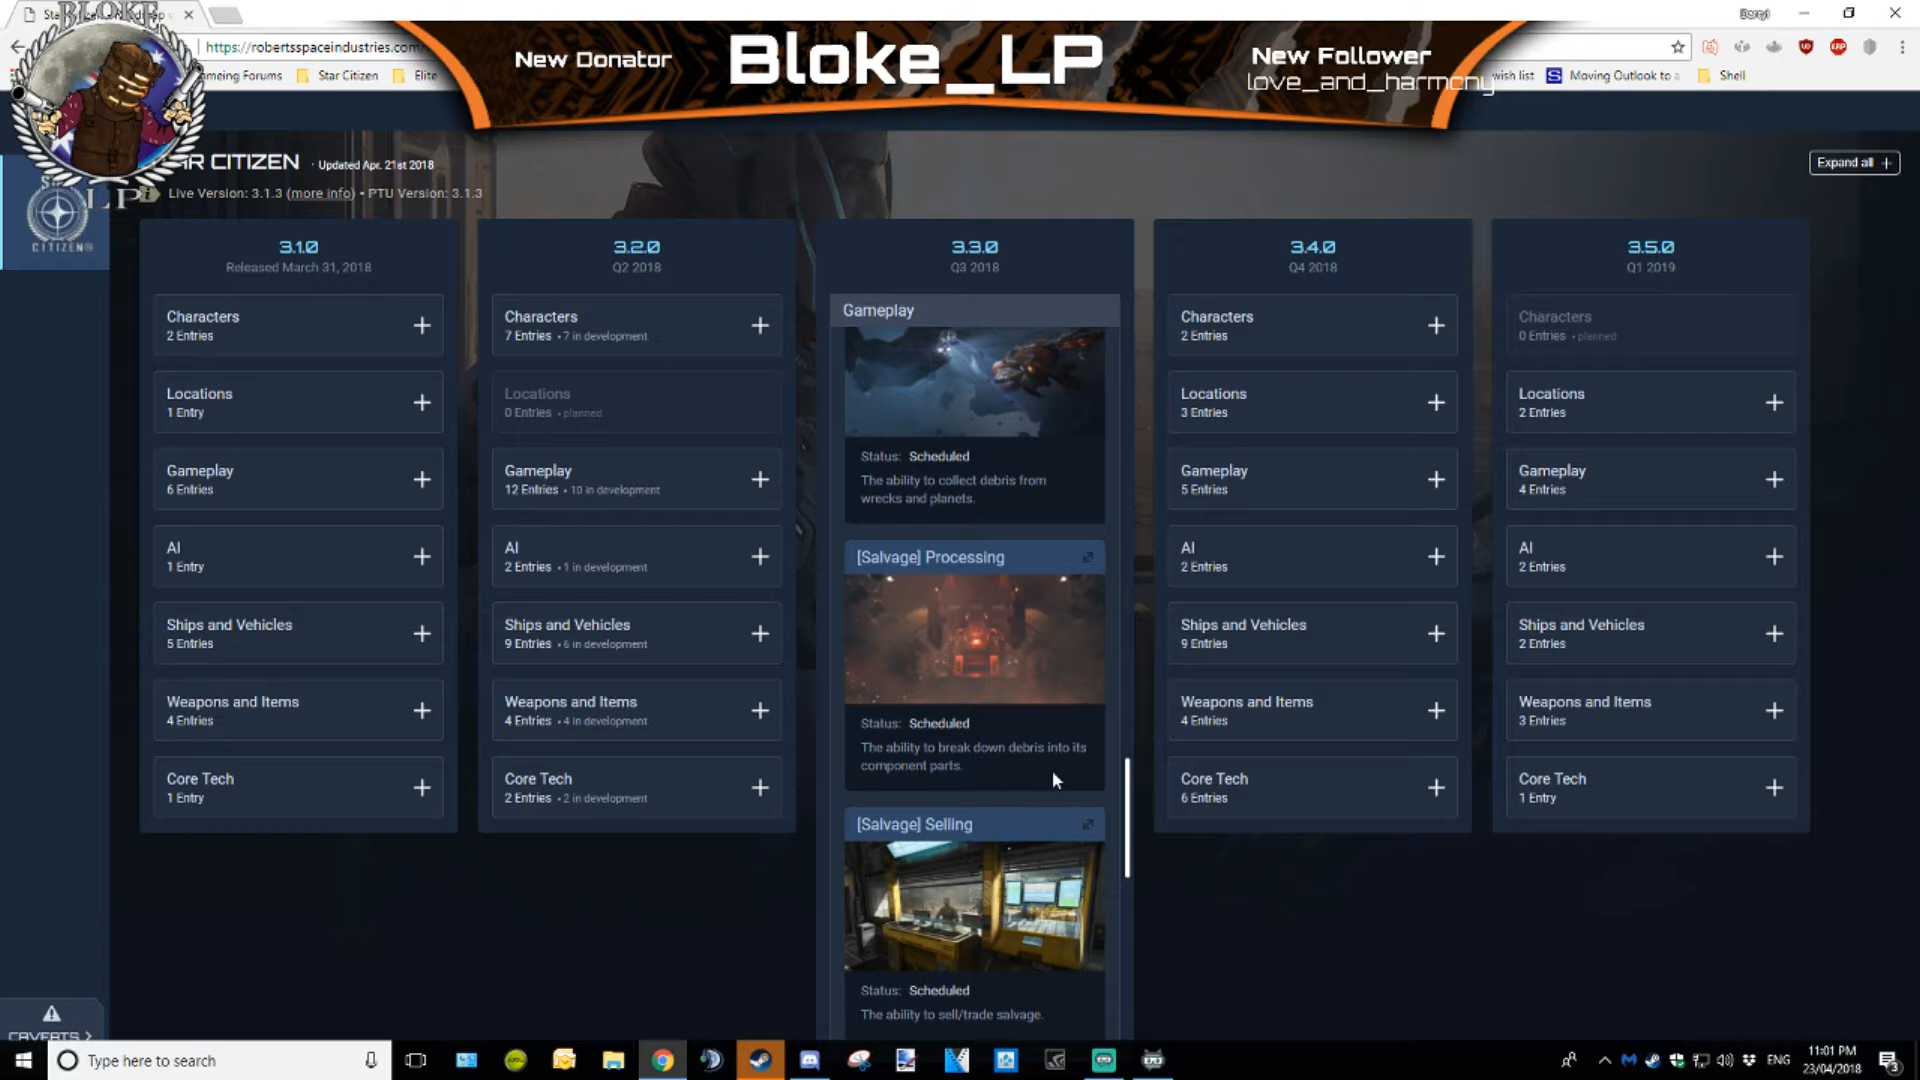 BLOKE
Sta
Boryl
https://robertsspaceindustries.com
New Donator
Bloke_LP
New Follower
love_and_harmony
ameing Forums
Star Citizen
Elite
wish list
Moving Outlook to a
Shell
AR CITIZEN · Updated Apr. 21st 2018
Expand all +
LP
Live Version: 3.1.3 (more info) • PTU Version: 3.1.3
CITIZEN®
3.1.0
Released March 31, 2018
Characters
2 Entries
Locations
1 Entry
Gameplay
6 Entries
AI
1 Entry
Ships and Vehicles
5 Entries
Weapons and Items
4 Entries
Core Tech
1 Entry
3.2.0
Q2 2018
Characters
7 Entries • 7 in development
Locations
0 Entries • planned
Gameplay
12 Entries • 10 in development
AI
2 Entries • 1 in development
Ships and Vehicles
9 Entries • 6 in development
Weapons and Items
4 Entries • 4 in development
Core Tech
2 Entries • 2 in development
3.3.0
Q3 2018
Gameplay
Status: Scheduled
The ability to collect debris from
wrecks and planets.
[Salvage] Processing
Status: Scheduled
The ability to break down debris into its
component parts.
[Salvage] Selling
Status: Scheduled
The ability to sell/trade salvage.
3.4.0
Q4 2018
Characters
2 Entries
Locations
3 Entries
Gameplay
5 Entries
AI
2 Entries
Ships and Vehicles
9 Entries
Weapons and Items
4 Entries
Core Tech
6 Entries
3.5.0
Q1 2019
Characters
0 Entries • planned
Locations
2 Entries
Gameplay
4 Entries
AI
2 Entries
Ships and Vehicles
2 Entries
Weapons and Items
3 Entries
Core Tech
1 Entry
CAVEATS >
Type here to search
ENG
11:01 PM
23/04/2018
3